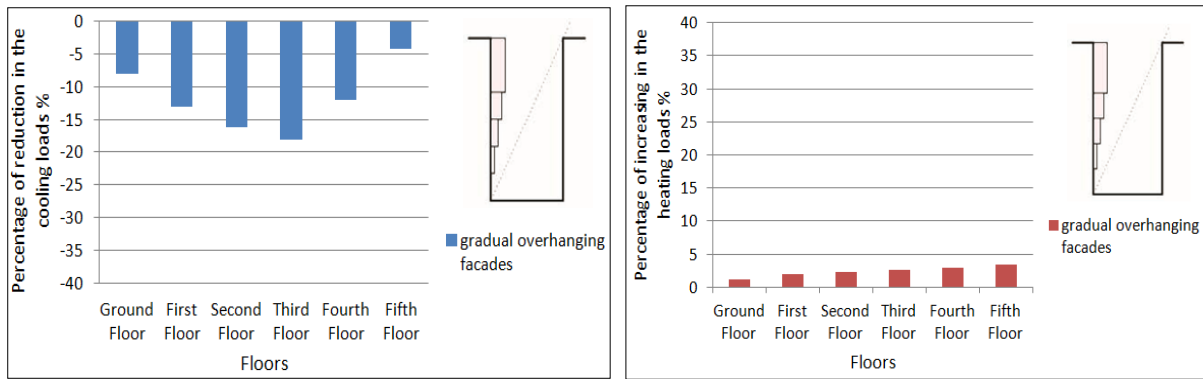 Percentage of reduction in the
cooling loads %
0
-5
-10
-15
-20
-25
-30
-35
-40
Ground Floor
First Floor
Second Floor
Third Floor
Fourth Floor
Fifth Floor
Floors
gradual overhanging
facades
Percentage of increasing in the
heating loads %
40
35
30
25
20
15
10
5
0
Ground Floor
First Floor
Second Floor
Third Floor
Fourth Floor
Fifth Floor
Floors
gradual overhanging
facades